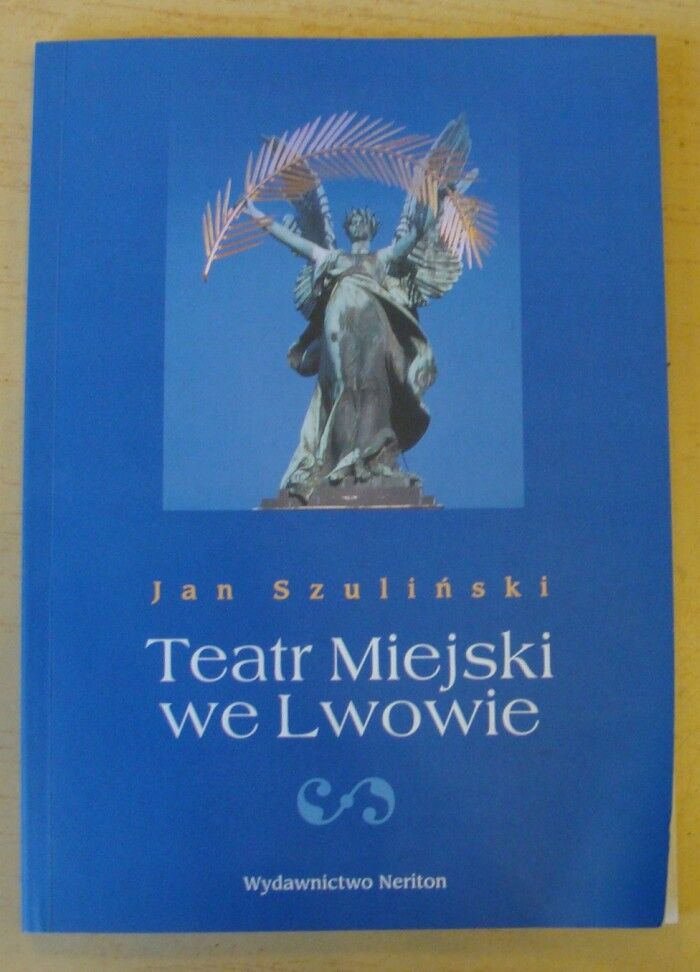 Jan Szuliński
Teatr Miejski
we Lwowie
Wydawnictwo Neriton